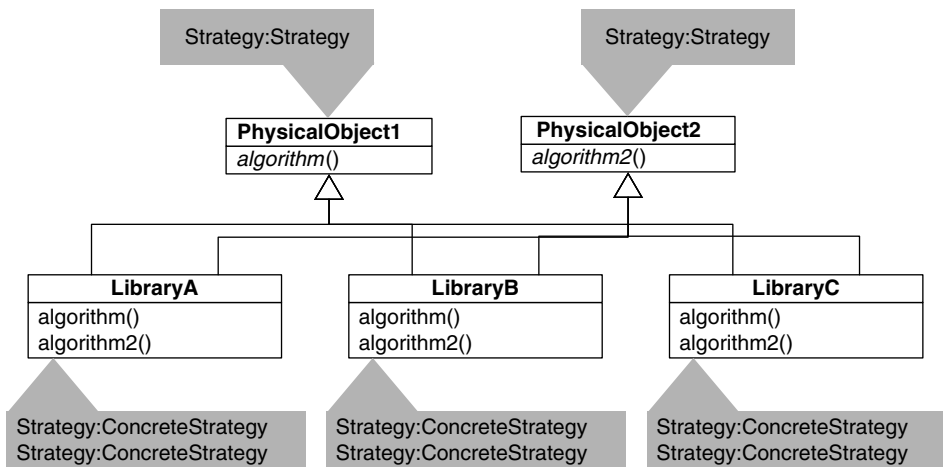 Strategy:Strategy
Strategy:Strategy
PhysicalObject1
algorithm()
PhysicalObject2
algorithm2()
LibraryA
algorithm()
algorithm2()
LibraryB
algorithm()
algorithm2()
LibraryC
algorithm()
algorithm2()
Strategy:ConcreteStrategy
Strategy:ConcreteStrategy
Strategy:ConcreteStrategy
Strategy:ConcreteStrategy
Strategy:ConcreteStrategy
Strategy:ConcreteStrategy